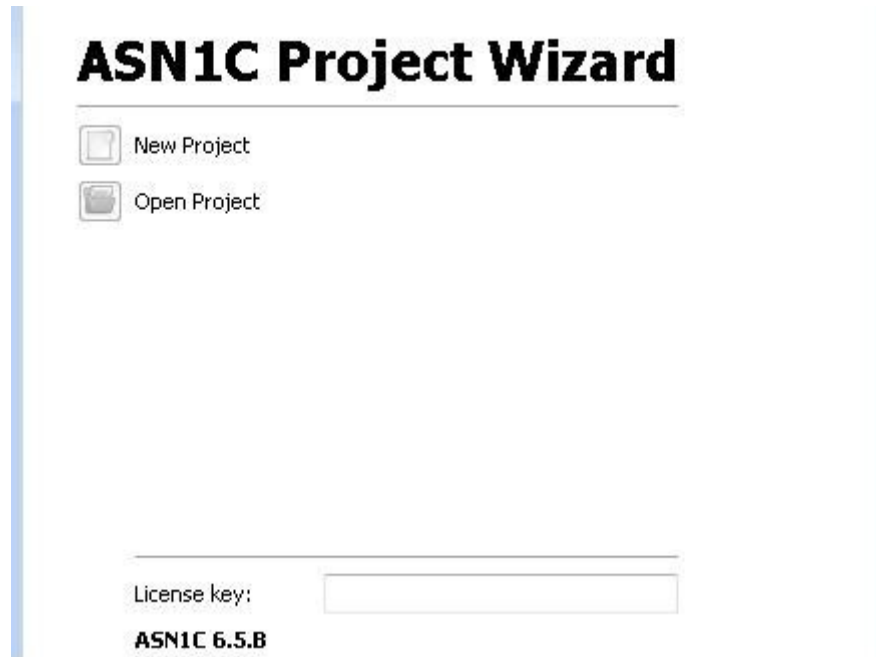 ASN1C Project Wizard
New Project
Open Project
License key:
ASN1C 6.5.B